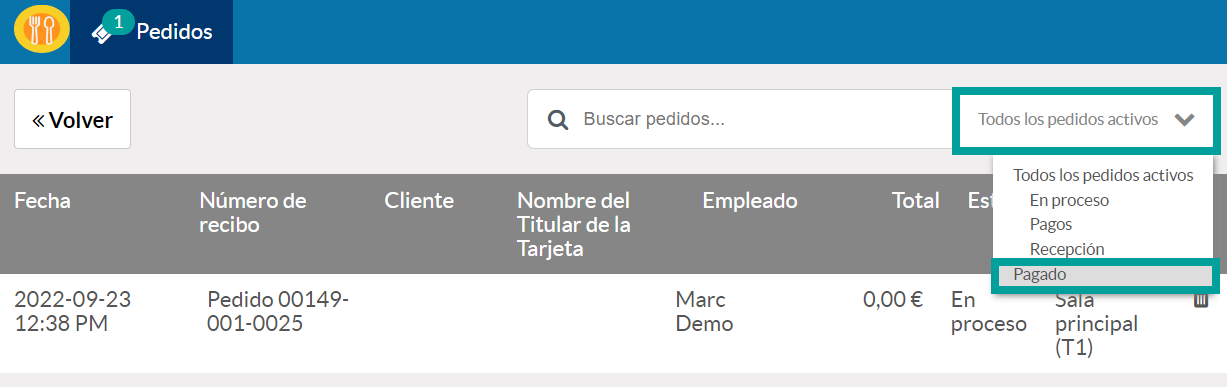 1
Pedidos
« Volver
Buscar pedidos...
Todos los pedidos activos
Todos los pedidos activos
En proceso
Pagos
Recepción
Pagado
Fecha
Número de
recibo
Cliente
Nombre del
Titular de la
Tarjeta
Empleado
Total
Est
2022-09-23
12:38 PM
Pedido 00149-
001-0025
Marc
Demo
0,00 €
En
proceso
Sala
principal
(T1)